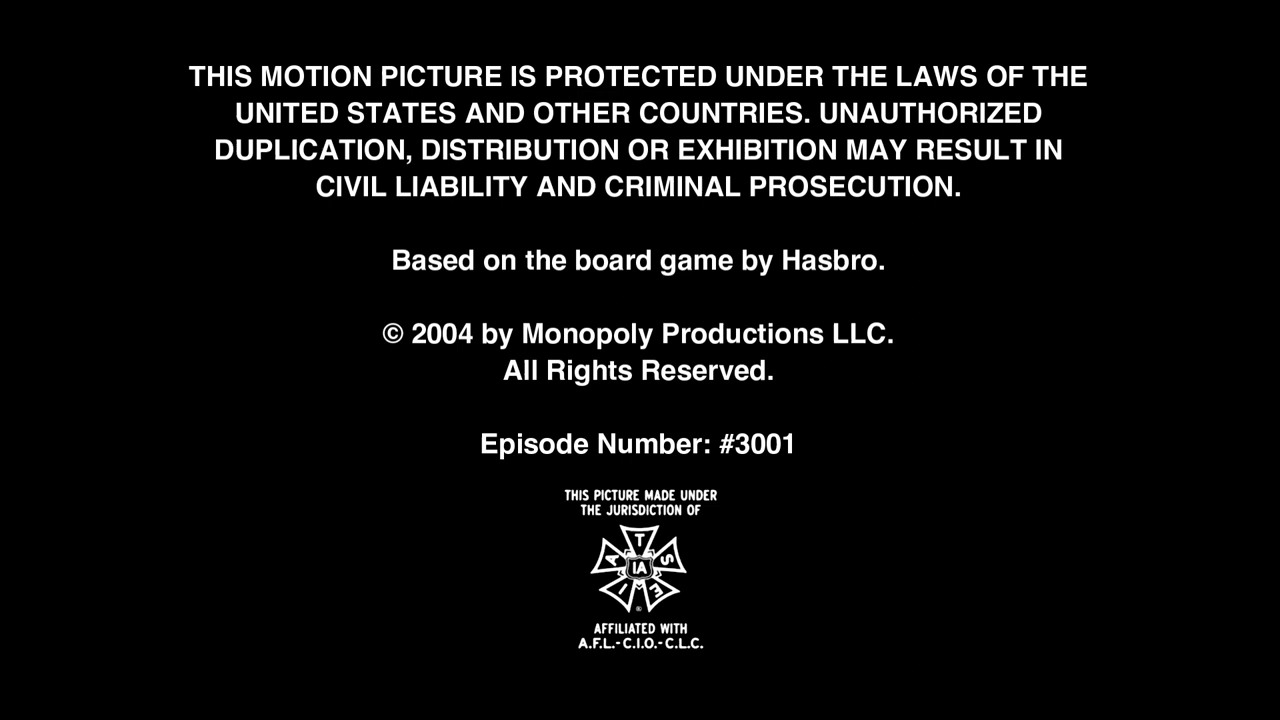 THIS MOTION PICTURE IS PROTECTED UNDER THE LAWS OF THE
UNITED STATES AND OTHER COUNTRIES. UNAUTHORIZED
DUPLICATION, DISTRIBUTION OR EXHIBITION MAY RESULT IN
CIVIL LIABILITY AND CRIMINAL PROSECUTION.
Based on the board game by Hasbro.
© 2004 by Monopoly Productions LLC.
All Rights Reserved.
Episode Number: #3001
THIS PICTURE MADE UNDER
THE JURISDICTION OF
I A T S E
IA
®
AFFILIATED WITH
A.F.L.-C.I.O.-C.L.C.